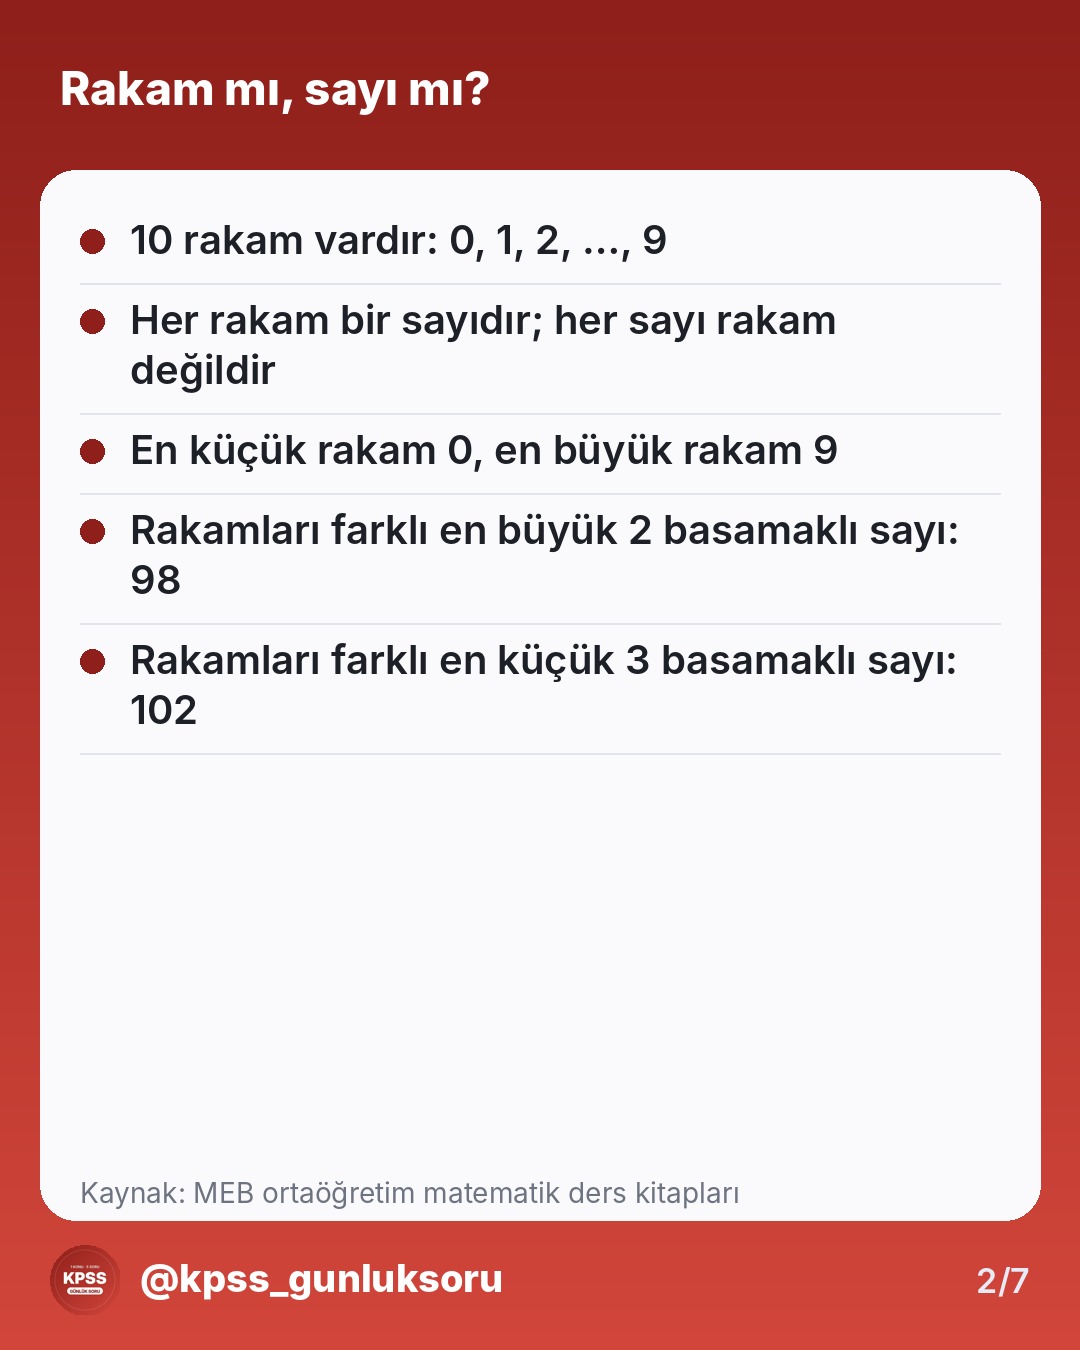 Rakam mı, sayı mı?
10 rakam vardır: 0, 1, 2, ..., 9
Her rakam bir sayıdır; her sayı rakam
değildir
En küçük rakam 0, en büyük rakam 9
Rakamları farklı en büyük 2 basamaklı sayı:
98
Rakamları farklı en küçük 3 basamaklı sayı:
102
Kaynak: MEB ortaöğretim matematik ders kitapları
KPSS
GÜNLÜK SORU
@kpss_gunluksoru
2/7